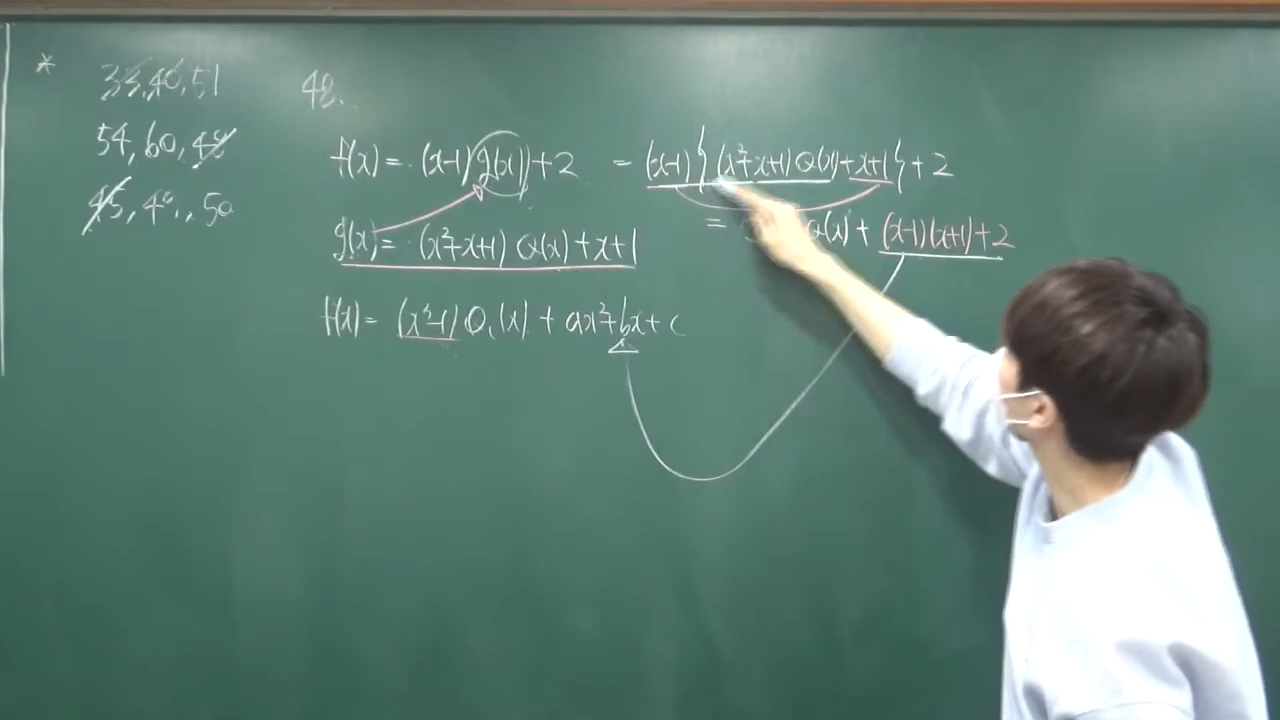 * 33, 40, 51
54, 60, 48
45, 49, 50
48.
f(x) = (x-1)g(x) + 2 = (x-1){(x²+x+1)Q(x)+x+1} + 2
= Q(x) + (x-1)(x+1)+2
g(x) = (x²+x+1) Q(x) + x+1
f(x) = (x³-1) Q₁(x) + ax²+bx+c